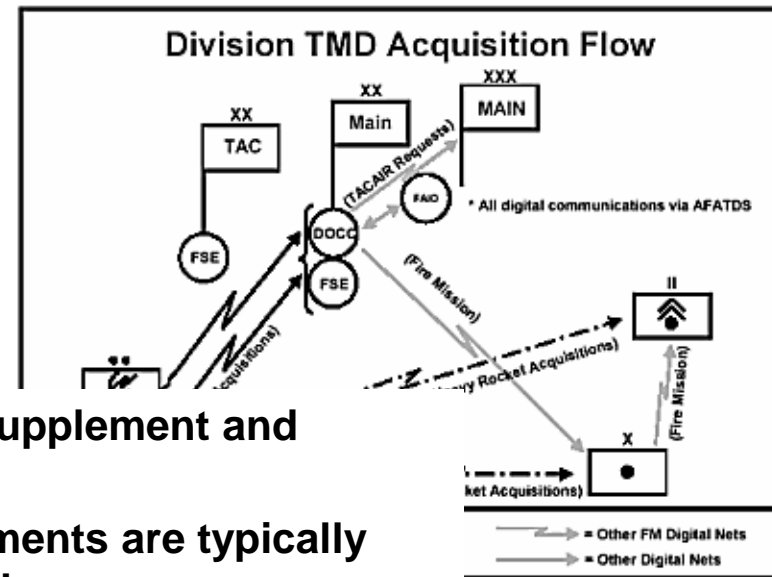 Division TMD Acquisition Flow
XX
TAC
FSE
XX
Main
DOCC
FSE
XXX
MAIN
(TACAIR Requests)
FAIO
* All digital communications via AFATDS
(Fire Mission)
II
Rocket Acquisitions)
(Fire Mission)
X
upplement and
ments are typically
= Other FM Digital Nets
= Other Digital Nets